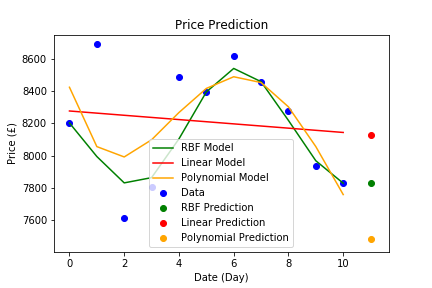 Price Prediction
Price (£)
8600
8400
8200
8000
7800
7600
RBF Model
Linear Model
Polynomial Model
Data
RBF Prediction
Linear Prediction
Polynomial Prediction
0 2 4 6 8 10
Date (Day)